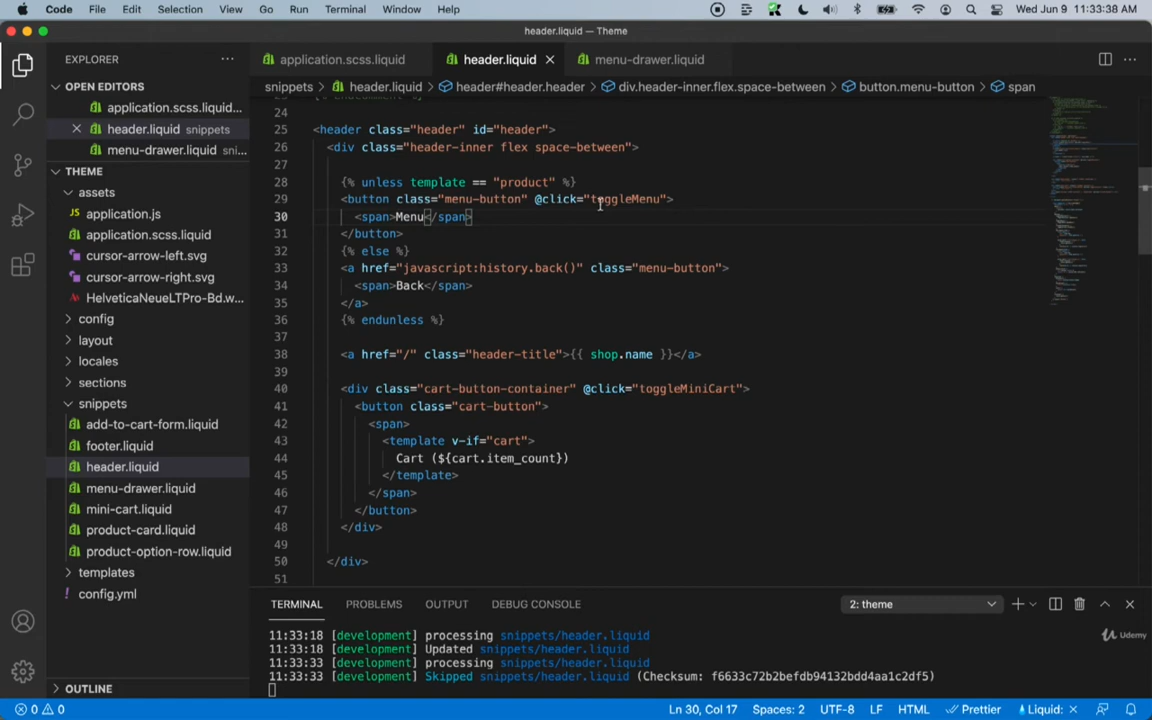 Code File Edit Selection View Go Run Terminal Window Help Wed Jun 9 11:33:38 AM
header.liquid — Theme
EXPLORER
OPEN EDITORS
application.scss.liquid...
header.liquid snippets
menu-drawer.liquid sni...
THEME
assets
application.js
application.scss.liquid
cursor-arrow-left.svg
cursor-arrow-right.svg
HelveticaNeueLTPro-Bd.w...
config
layout
locales
sections
snippets
add-to-cart-form.liquid
footer.liquid
header.liquid
menu-drawer.liquid
mini-cart.liquid
product-card.liquid
product-option-row.liquid
templates
config.yml
OUTLINE
application.scss.liquid header.liquid menu-drawer.liquid
snippets > header.liquid > header#header.header > div.header-inner.flex.space-between > button.menu-button > span
24
25 <header class="header" id="header">
26 <div class="header-inner flex space-between">
27
28 {% unless template == "product" %}
29 <button class="menu-button" @click="toggleMenu">
30 <span>Menu</span>
31 </button>
32 {% else %}
33 <a href="javascript:history.back()" class="menu-button">
34 <span>Back</span>
35 </a>
36 {% endunless %}
37
38 <a href="/" class="header-title">{{ shop.name }}</a>
39
40 <div class="cart-button-container" @click="toggleMiniCart">
41 <button class="cart-button">
42 <span>
43 <template v-if="cart">
44 Cart (${cart.item_count})
45 </template>
46 </span>
47 </button>
48 </div>
49
50 </div>
51
TERMINAL PROBLEMS OUTPUT DEBUG CONSOLE 2: theme
11:33:18 [development] processing snippets/header.liquid
11:33:18 [development] Updated snippets/header.liquid
11:33:33 [development] processing snippets/header.liquid
11:33:33 [development] Skipped snippets/header.liquid (Checksum: f6633c72b2befdb94132bdd4aa1c2df5)
Udemy
0 0 Ln 30, Col 17 Spaces: 2 UTF-8 LF HTML Prettier Liquid: